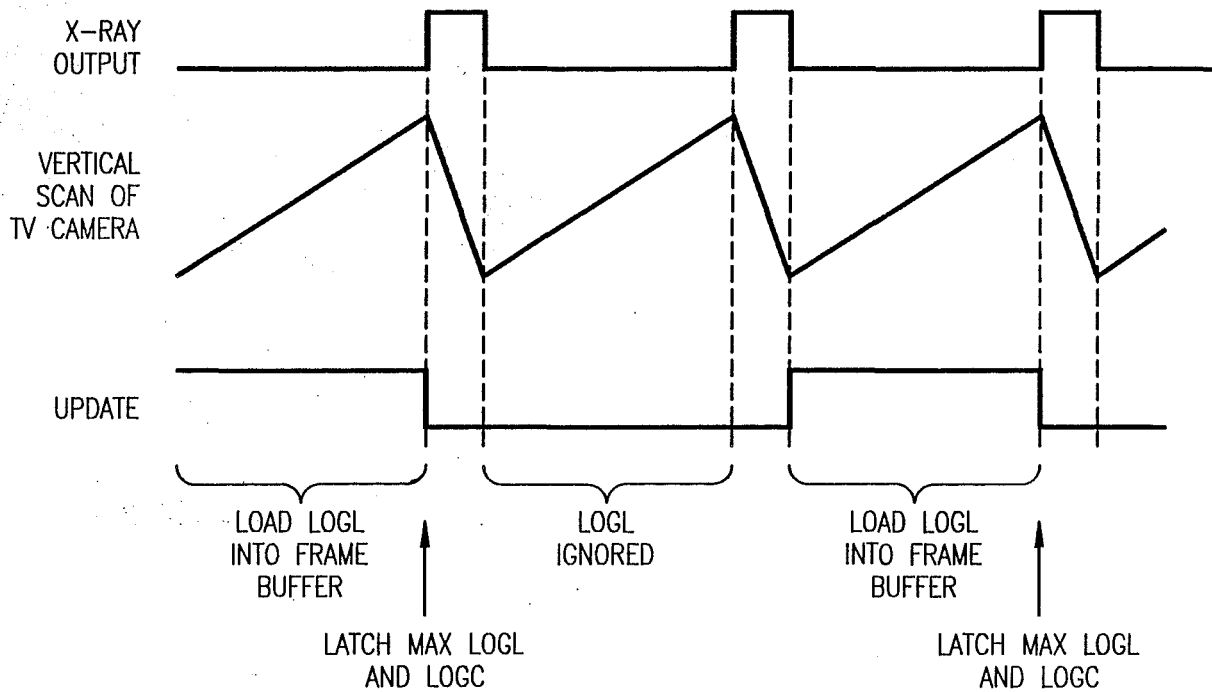 X-RAY
OUTPUT
VERTICAL
SCAN OF
TV CAMERA
UPDATE
LOAD LOGL
INTO FRAME
BUFFER
LOGL
IGNORED
LOAD LOGL
INTO FRAME
BUFFER
LATCH MAX LOGL
AND LOGC
LATCH MAX LOGL
AND LOGC